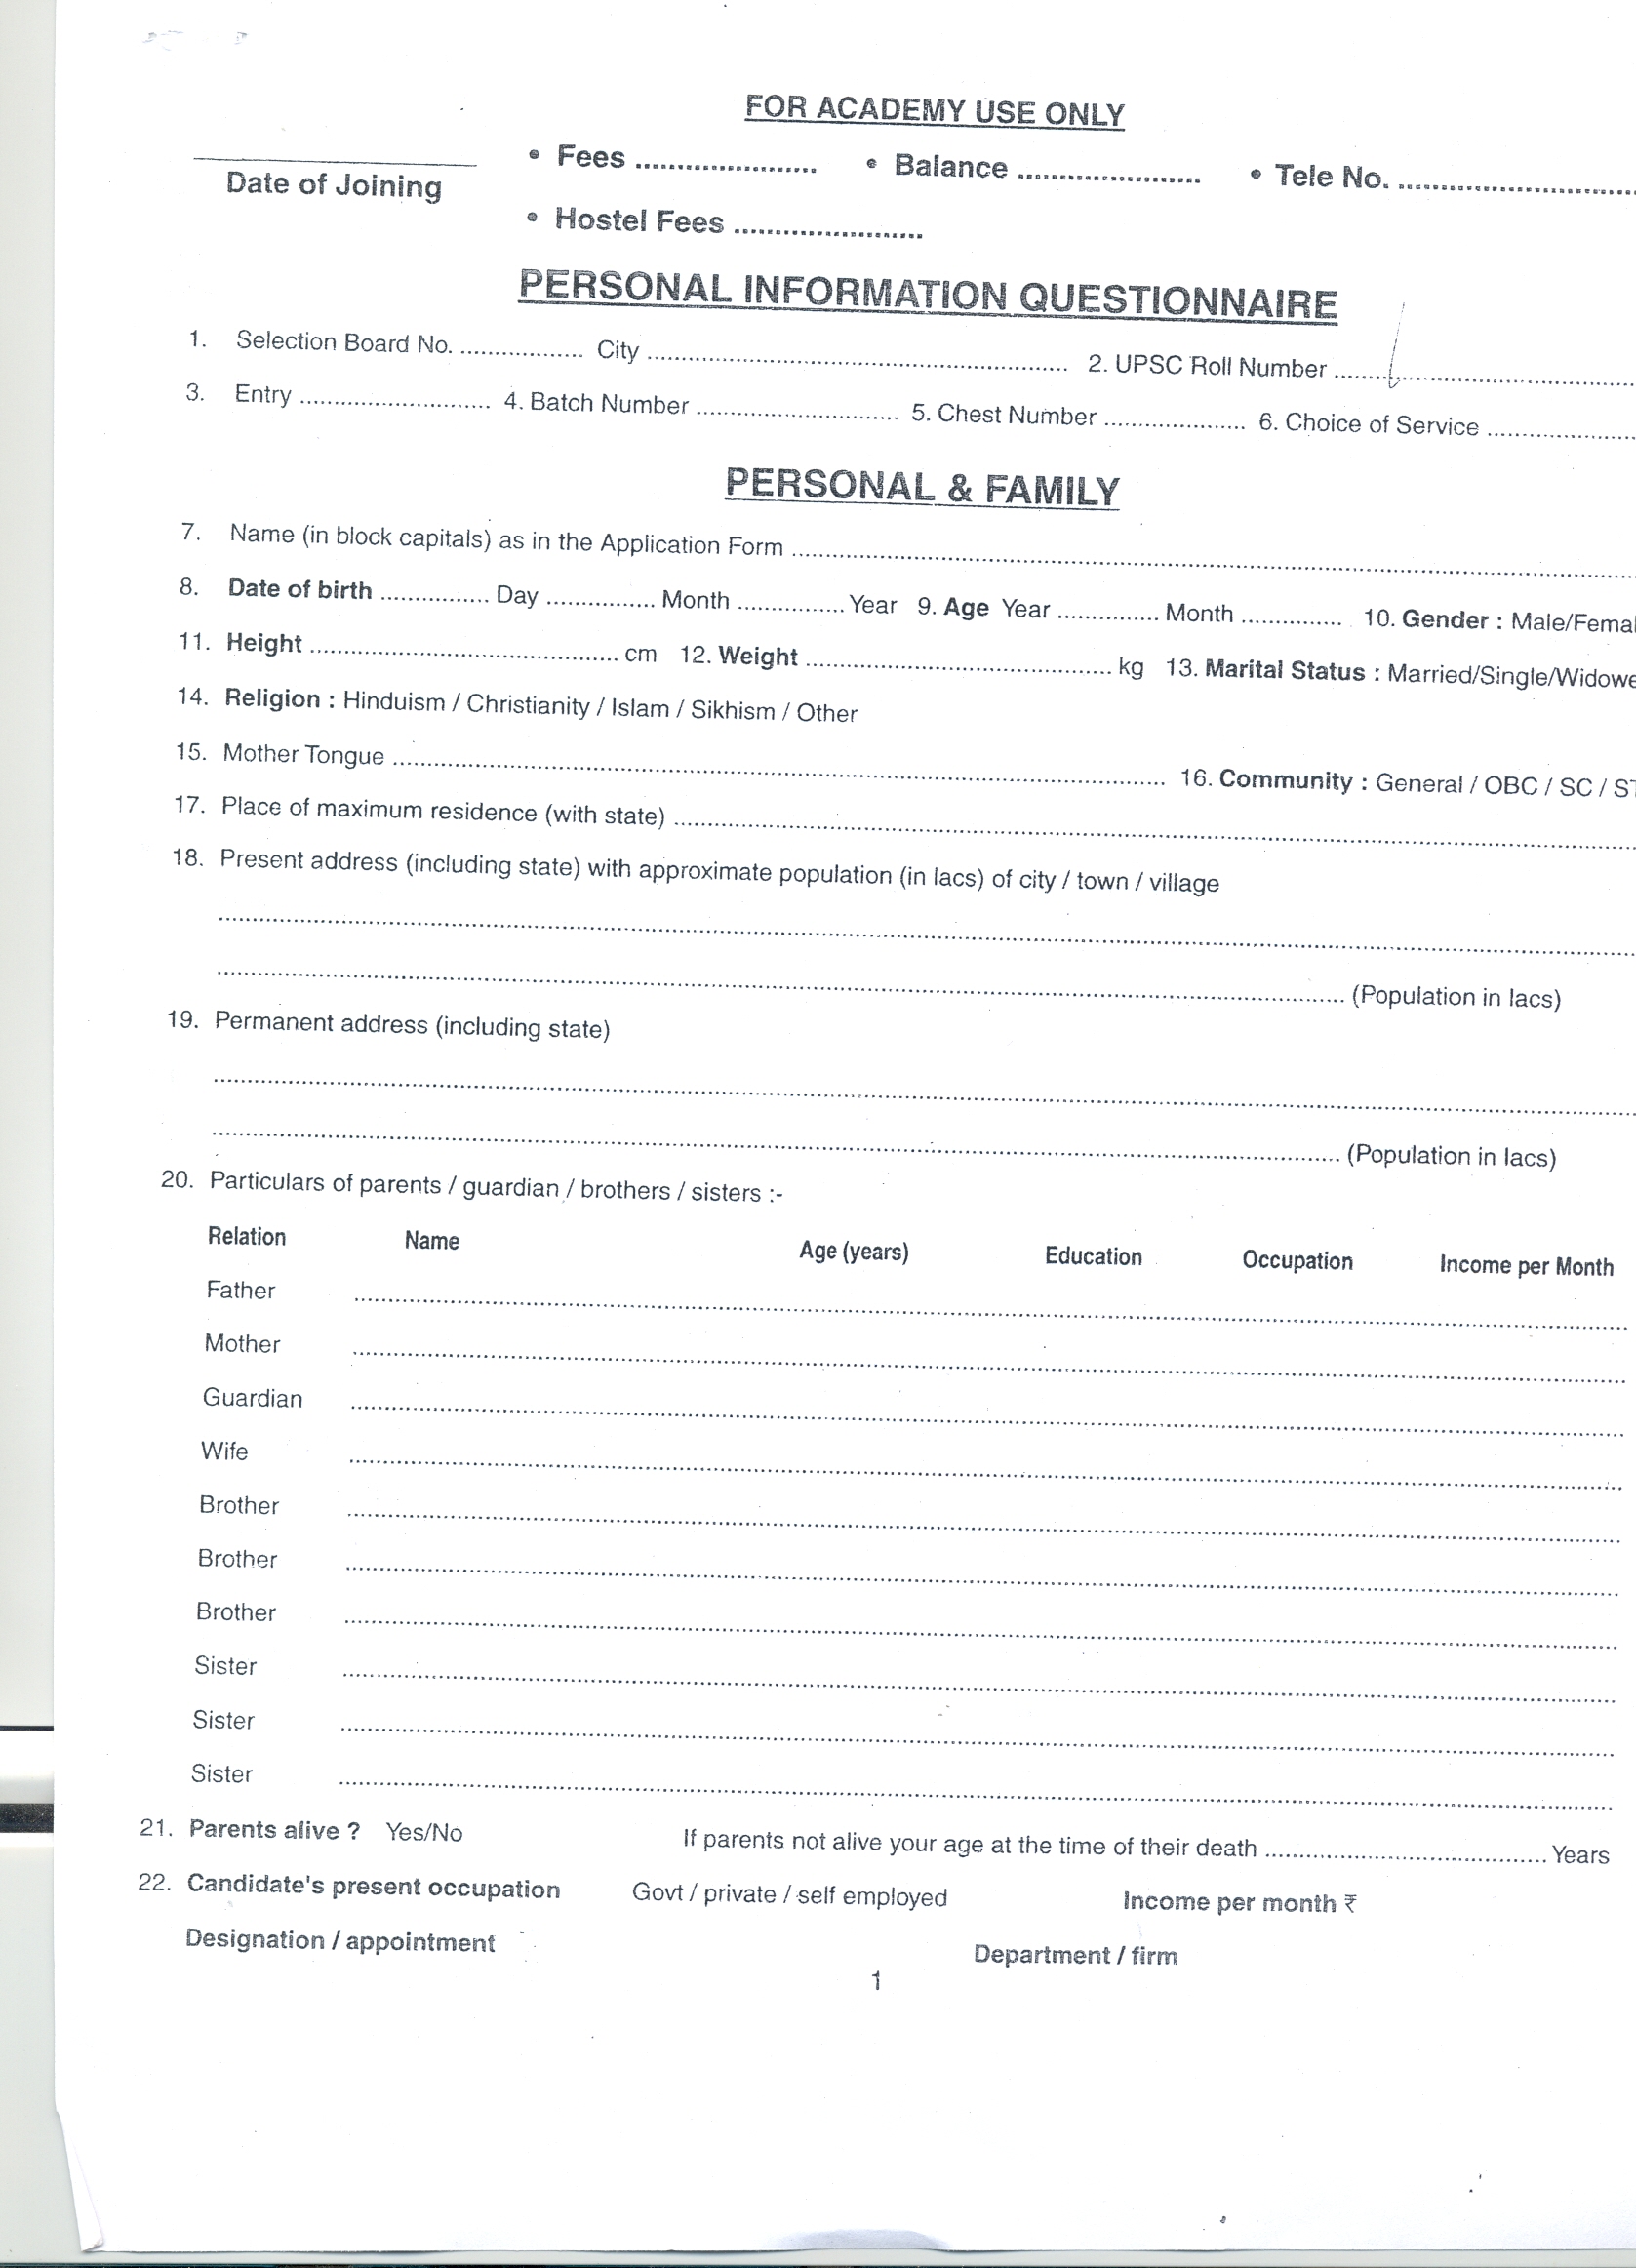 FOR ACADEMY USE ONLY
• Fees .................... • Balance .................... • Tele No. ....................
Date of Joining
• Hostel Fees ....................
PERSONAL INFORMATION QUESTIONNAIRE
1. Selection Board No. .................... City .................... 2. UPSC Roll Number ....................
3. Entry .................... 4. Batch Number .................... 5. Chest Number .................... 6. Choice of Service ....................
PERSONAL & FAMILY
7. Name (in block capitals) as in the Application Form ....................
8. Date of birth ............... Day ............... Month ............... Year 9. Age Year ............... Month ............... 10. Gender : Male/Femal
11. Height .................... cm 12. Weight .................... kg 13. Marital Status : Married/Single/Widowe
14. Religion : Hinduism / Christianity / Islam / Sikhism / Other
15. Mother Tongue .................... 16. Community : General / OBC / SC / ST
17. Place of maximum residence (with state) ....................
18. Present address (including state) with approximate population (in lacs) of city / town / village
....................
.................... (Population in lacs)
19. Permanent address (including state)
....................
.................... (Population in lacs)
20. Particulars of parents / guardian / brothers / sisters :-
Relation Name Age (years) Education Occupation Income per Month
Father ....................
Mother ....................
Guardian ....................
Wife ....................
Brother ....................
Brother ....................
Brother ....................
Sister ....................
Sister ....................
Sister ....................
21. Parents alive ? Yes/No If parents not alive your age at the time of their death .................... Years
22. Candidate's present occupation Govt / private / self employed Income per month ₹
Designation / appointment Department / firm
1